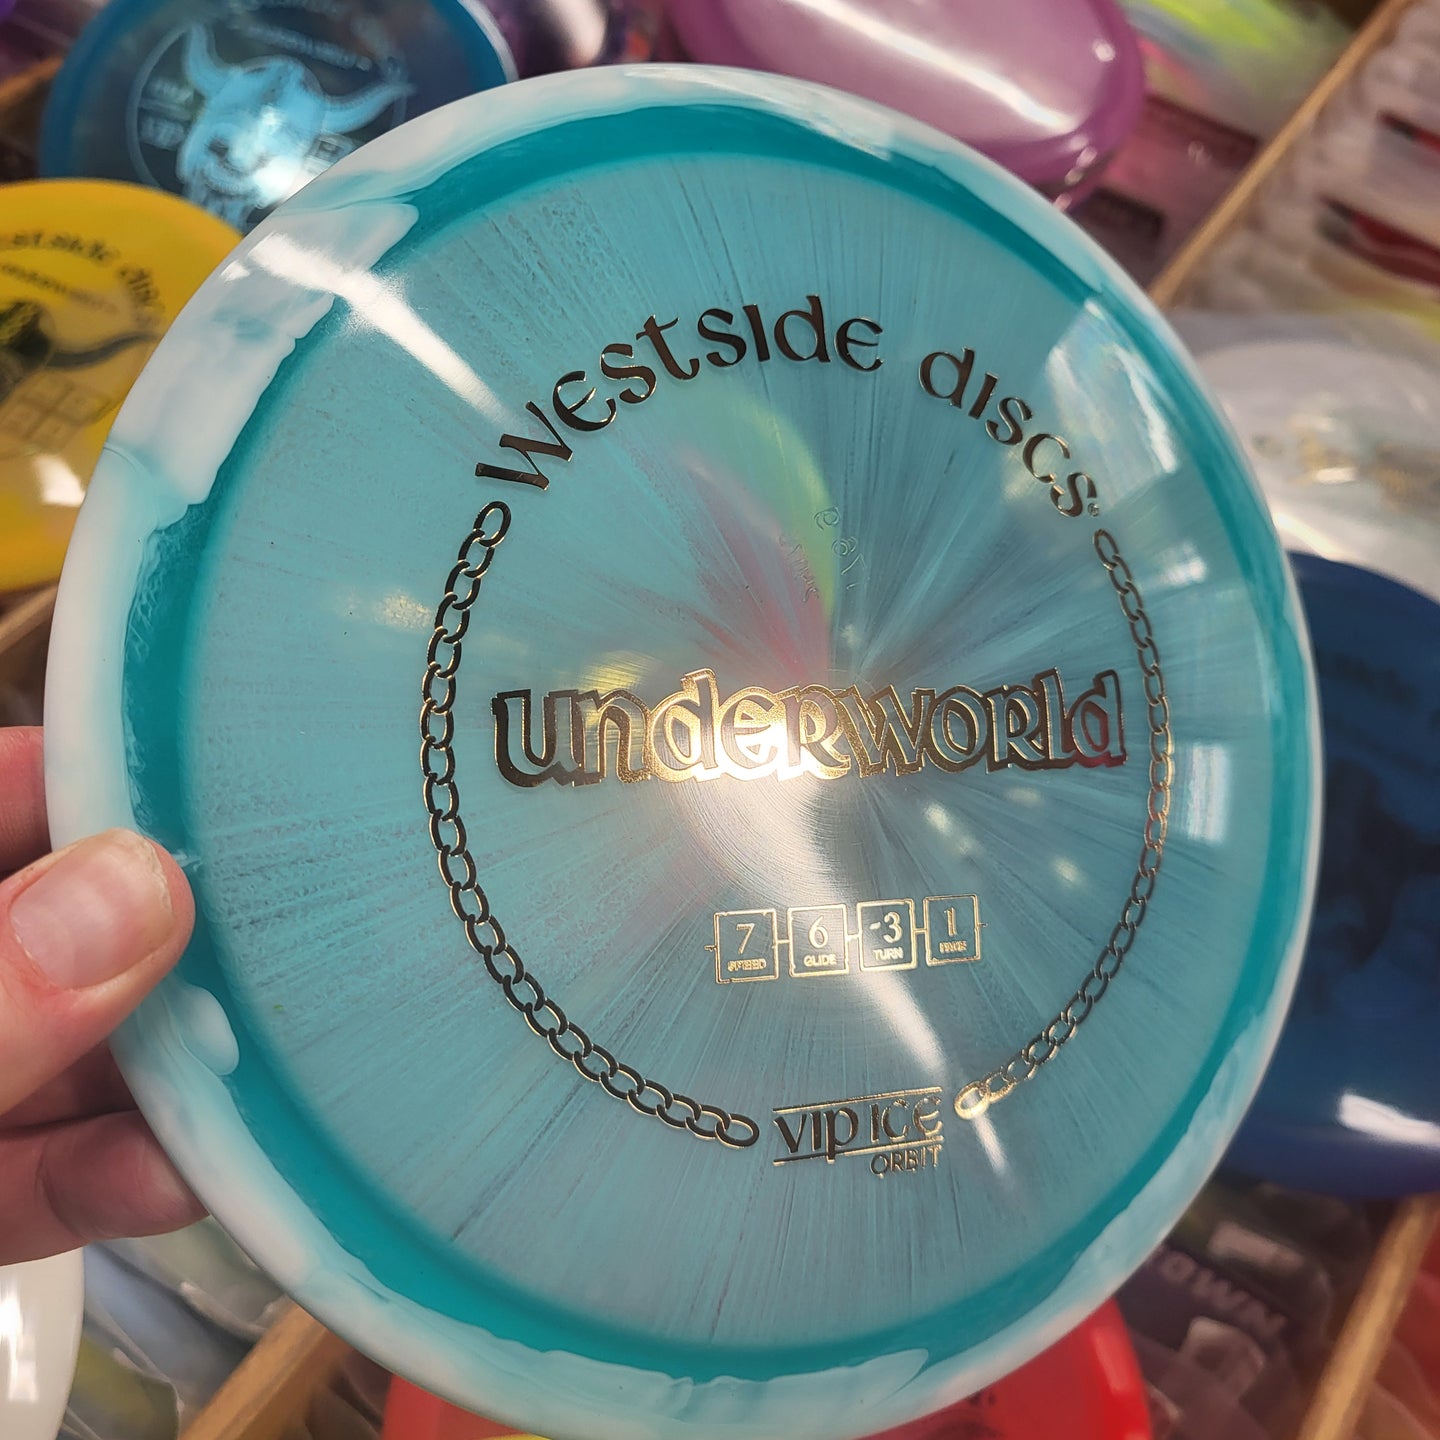 westside discs
underworld
7 6 -3 1
SPEED GLIDE TURN FADE
VIP ICE
ORBIT